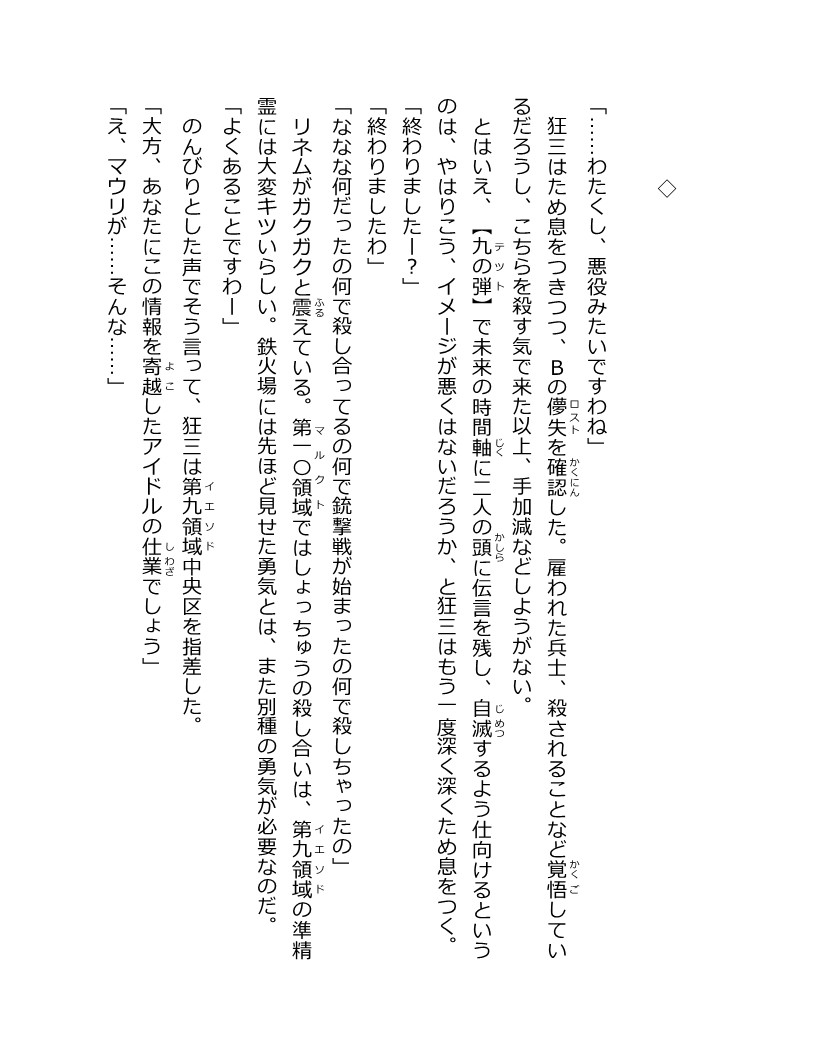 ◇
「……わたくし、悪役みたいですわね」
狂三はため息をつきつつ、Bの儚失を確認した。雇われた兵士、殺されることなど覚悟してい
るだろうし、こちらを殺す気で来た以上、手加減などしようがない。
とはいえ、【九の弾】で未来の時間軸に二人の頭に伝言を残し、自滅するよう仕向けるという
のは、やはりこう、イメージが悪くはないだろうか、と狂三はもう一度深く深くため息をつく。
「終わりましたー？」
「終わりましたわ」
「ななな何だったの何で殺し合ってるの何で銃撃戦が始まったの何で殺しちゃったの」
リネムがガクガクと震えている。第一〇領域ではしょっちゅうの殺し合いは、第九領域の準精
霊には大変キツいらしい。鉄火場には先ほど見せた勇気とは、また別種の勇気が必要なのだ。
「よくあることですわー」
のんびりとした声でそう言って、狂三は第九領域中央区を指差した。
「大方、あなたにこの情報を寄越したアイドルの仕業でしょう」
「え、マウリが……そんな……」